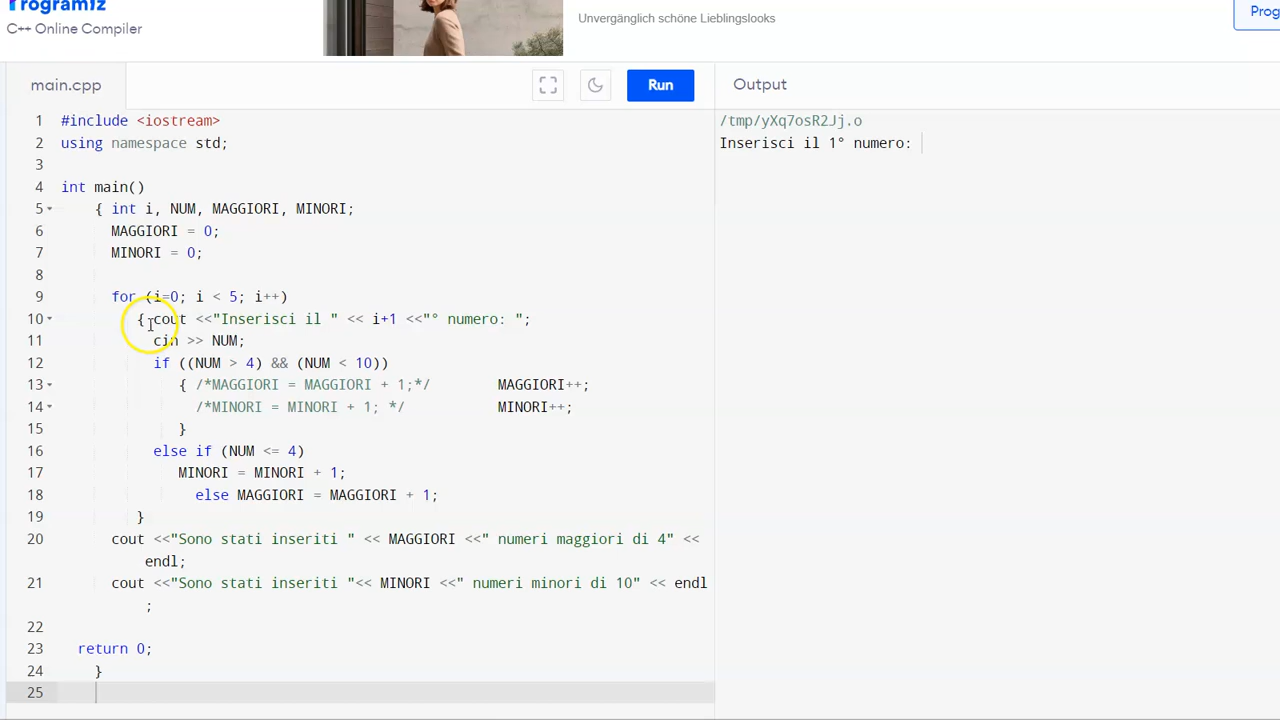 Programiz
C++ Online Compiler
Unvergänglich schöne Lieblingslooks
Prog
main.cpp
Run
Output
1 #include <iostream>
2 using namespace std;
3
4 int main()
5 { int i, NUM, MAGGIORI, MINORI;
6 MAGGIORI = 0;
7 MINORI = 0;
8
9 for (i=0; i < 5; i++)
10 { cout <<"Inserisci il " << i+1 <<"° numero: ";
11 cin >> NUM;
12 if ((NUM > 4) && (NUM < 10))
13 { /*MAGGIORI = MAGGIORI + 1;*/ MAGGIORI++;
14 /*MINORI = MINORI + 1; */ MINORI++;
15 }
16 else if (NUM <= 4)
17 MINORI = MINORI + 1;
18 else MAGGIORI = MAGGIORI + 1;
19 }
20 cout <<"Sono stati inseriti " << MAGGIORI <<" numeri maggiori di 4" <<
endl;
21 cout <<"Sono stati inseriti "<< MINORI <<" numeri minori di 10" << endl
;
22
23 return 0;
24 }
25
/tmp/yXq7osR2Jj.o
Inserisci il 1° numero: